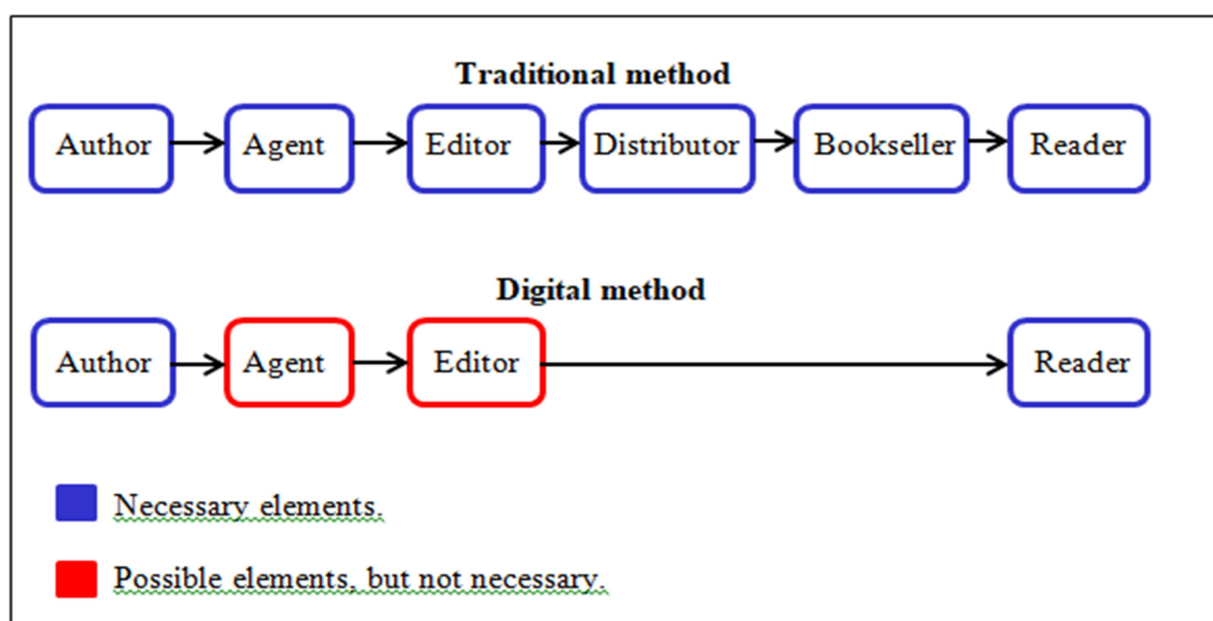 Traditional method
Author Agent Editor Distributor Bookseller Reader
Digital method
Author Agent Editor Reader
Necessary elements.
Possible elements, but not necessary.